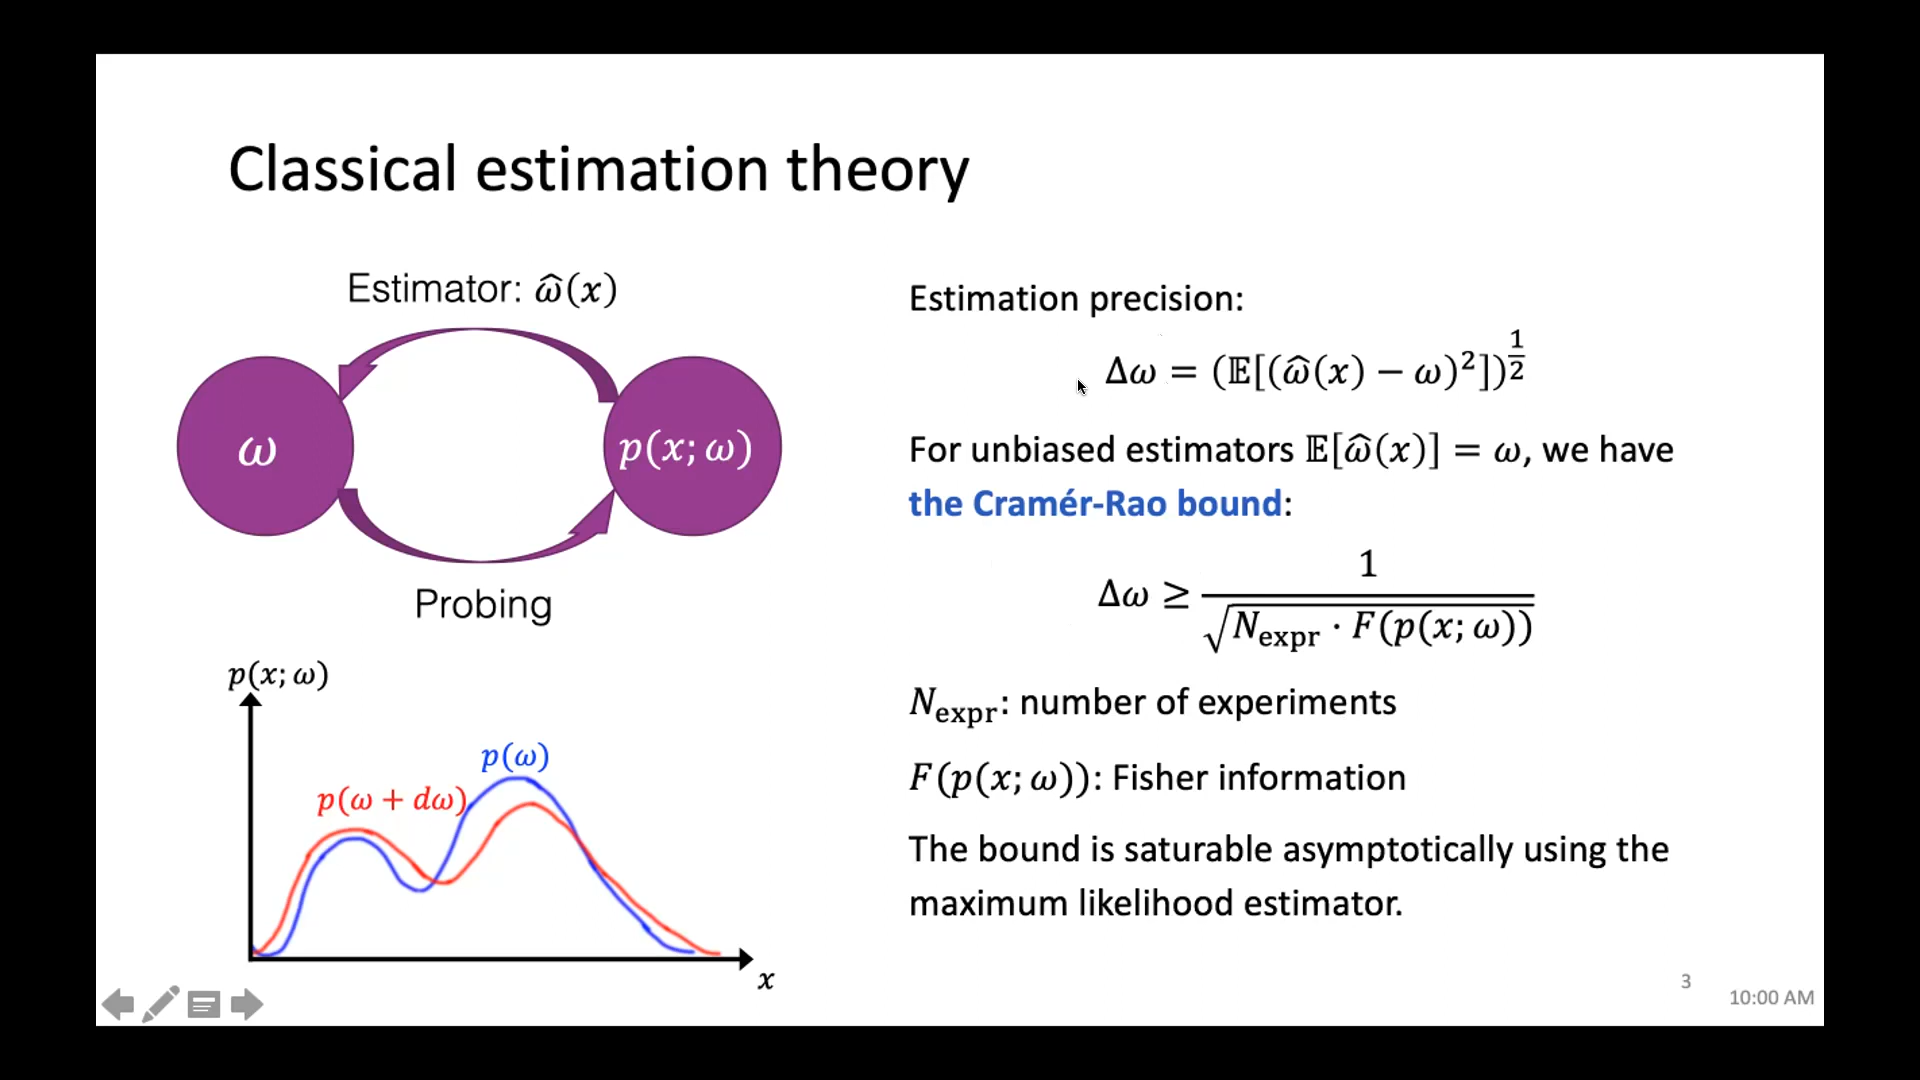 Classical estimation theory
Estimator: ω̂(x)
ω
p(x; ω)
Probing
p(x; ω)
p(ω)
p(ω + dω)
x
Estimation precision:
Δω = (𝔼[(ω̂(x) − ω)²])^{1/2}
For unbiased estimators 𝔼[ω̂(x)] = ω, we have
the Cramér-Rao bound:
Δω ≥ 1/√(N_expr · F(p(x; ω)))
N_expr: number of experiments
F(p(x; ω)): Fisher information
The bound is saturable asymptotically using the
maximum likelihood estimator.
3
10:00 AM